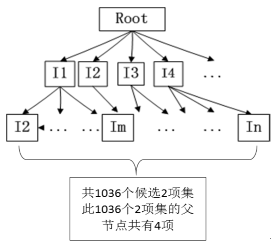 Root
I1 I2 I3 I4 ...
I2 ... ... Im ... ... In
共1036个候选2项集
此1036个2项集的父
节点共有4项